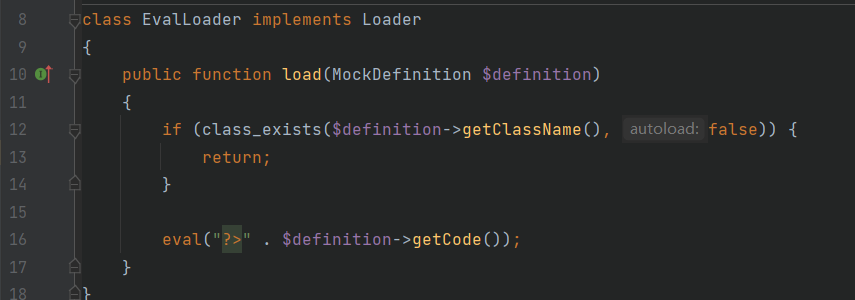 8 class EvalLoader implements Loader
9 {
10 public function load(MockDefinition $definition)
11 {
12 if (class_exists($definition->getClassName(), autoload: false)) {
13 return;
14 }
15
16 eval("?>" . $definition->getCode());
17 }
18 }